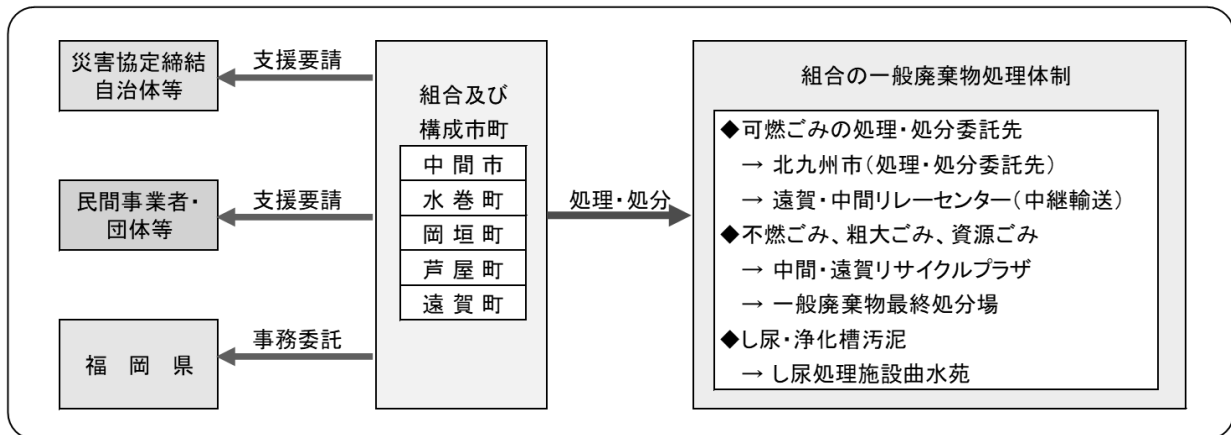 災害協定締結
自治体等
支援要請
民間事業者・
団体等
支援要請
福　岡　県
事務委託
組合及び
構成市町
中 間 市
水 巻 町
岡 垣 町
芦 屋 町
遠 賀 町
処理・処分
組合の一般廃棄物処理体制
◆可燃ごみの処理・処分委託先
→ 北九州市（処理・処分委託先）
→ 遠賀・中間リレーセンター（中継輸送）
◆不燃ごみ、粗大ごみ、資源ごみ
→ 中間・遠賀リサイクルプラザ
→ 一般廃棄物最終処分場
◆し尿・浄化槽汚泥
→ し尿処理施設曲水苑